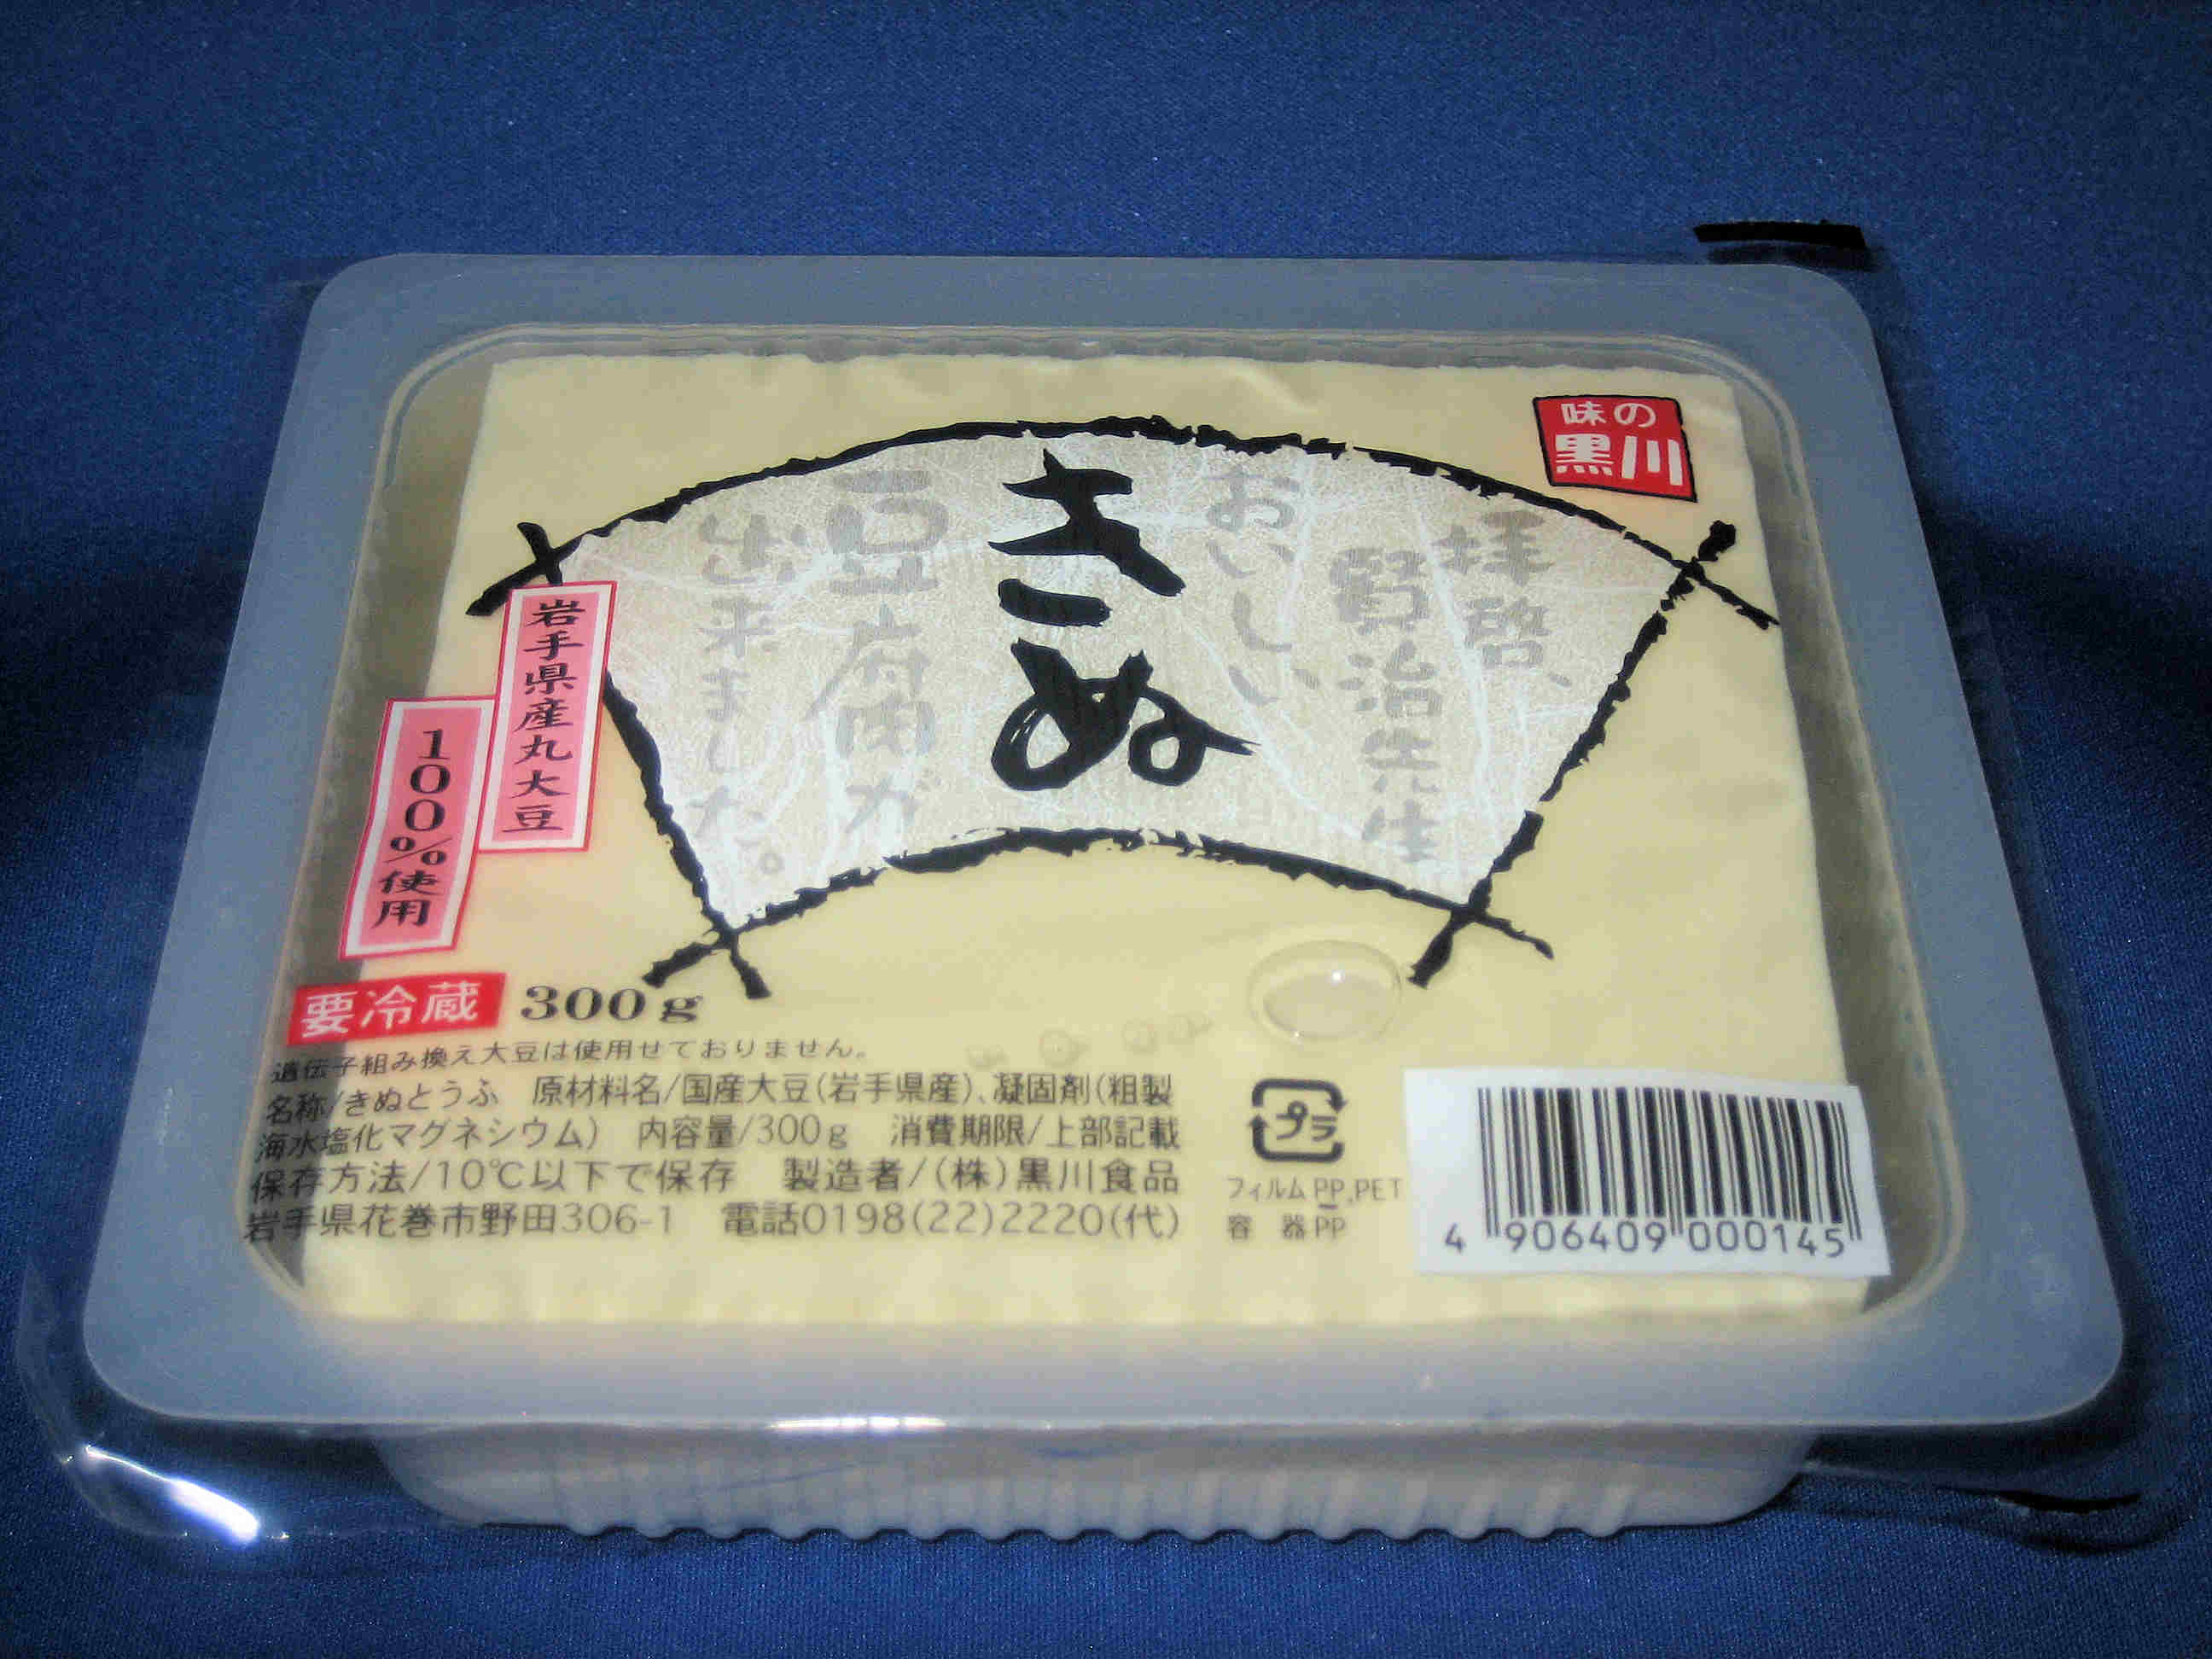 味の
黒川
拝啓、
賢治先生
おいしい
きぬ
豆腐が
出来ました。
岩手県産丸大豆
100%使用
要冷蔵 300g
遺伝子組み換え大豆は使用せておりません。
名称/きぬとうふ 原材料名/国産大豆(岩手県産)、凝固剤(粗製
海水塩化マグネシウム) 内容量/300g 消費期限/上部記載
保存方法/10℃以下で保存 製造者/(株)黒川食品
岩手県花巻市野田306-1 電話0198(22)2220(代)
プラ
フィルム PP,PET
容 器 PP
4 906409 000145